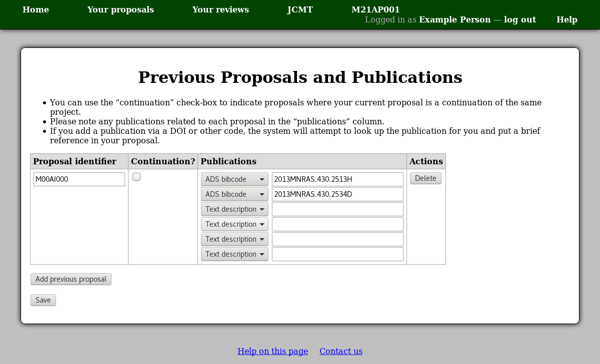 Home Your proposals Your reviews JCMT M21AP001
Logged in as Example Person — log out Help
Previous Proposals and Publications
• You can use the “continuation” check-box to indicate proposals where your current proposal is a continuation of the same
project.
• Please note any publications related to each proposal in the “publications” column.
• If you add a publication via a DOI or other code, the system will attempt to look up the publication for you and put a brief
reference in your proposal.
Proposal identifier Continuation? Publications Actions
M00AI000 ADS bibcode 2013MNRAS.430.2513H Delete
ADS bibcode 2013MNRAS.430.2534D
Text description
Text description
Text description
Text description
Add previous proposal
Save
Help on this page Contact us